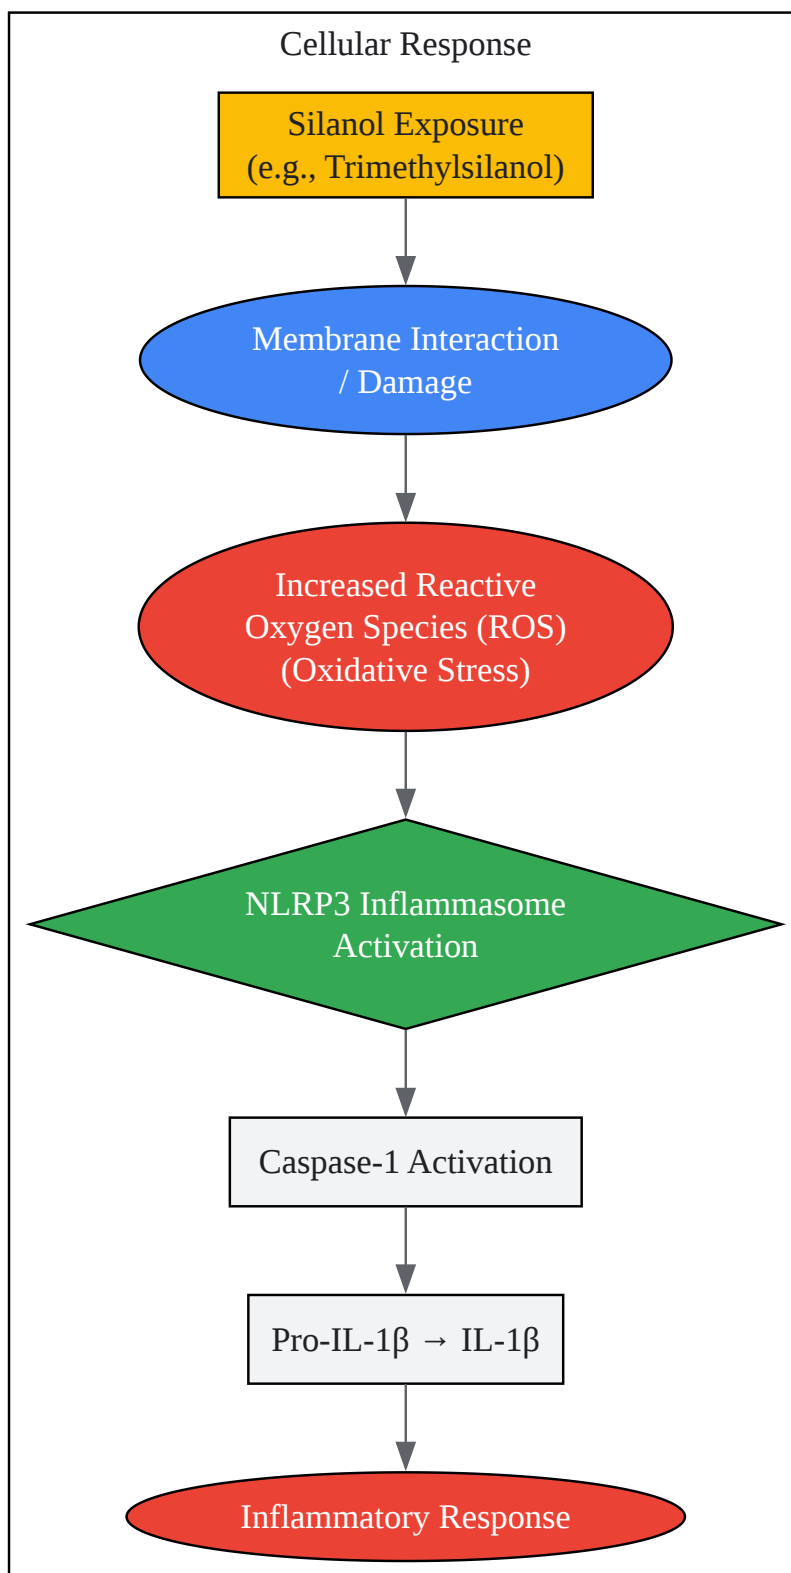 Cellular Response
Silanol Exposure
(e.g., Trimethylsilanol)
Membrane Interaction
/ Damage
Increased Reactive
Oxygen Species (ROS)
(Oxidative Stress)
NLRP3 Inflammasome
Activation
Caspase-1 Activation
Pro-IL-1β → IL-1β
Inflammatory Response